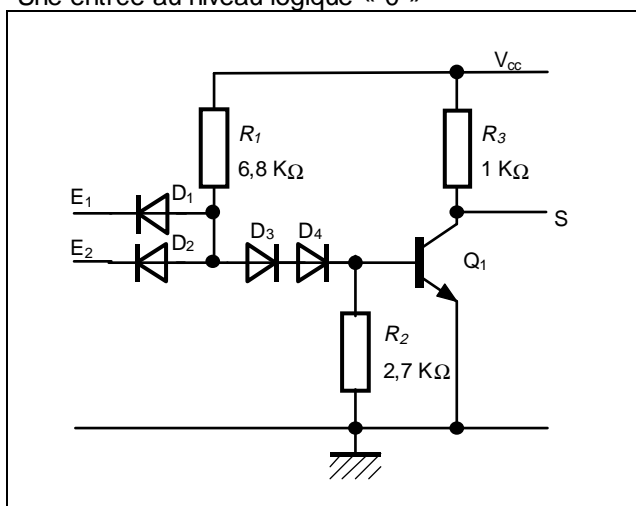 Une entrée au niveau logique « 0 »
Vcc
R1
6,8 KΩ
R3
1 KΩ
E1
D1
S
E2
D2
D3
D4
Q1
R2
2,7 KΩ